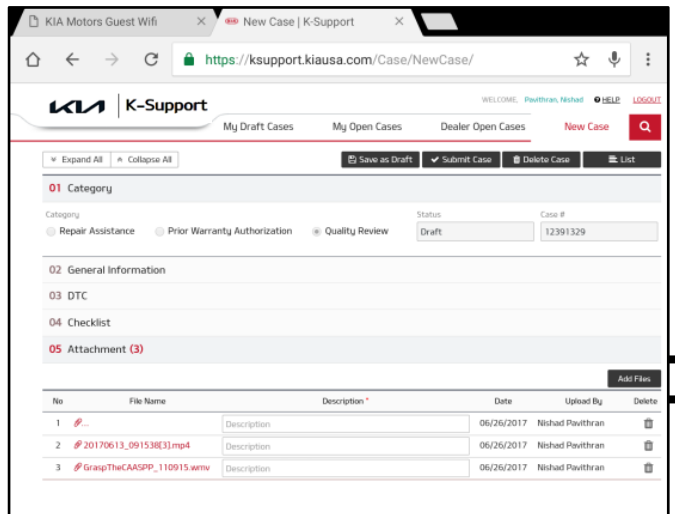 KIA Motors Guest Wifi
New Case | K-Support
https://ksupport.kiausa.com/Case/NewCase/
KIA K-Support
WELCOME, Pavithran, Nishad HELP LOGOUT
My Draft Cases My Open Cases Dealer Open Cases New Case
Expand All Collapse All Save as Draft Submit Case Delete Case List
01 Category
Category Status Case #
Repair Assistance Prior Warranty Authorization Quality Review Draft 12391329
02 General Information
03 DTC
04 Checklist
05 Attachment (3)
Add Files
No File Name Description * Date Upload By Delete
1 ... Description 06/26/2017 Nishad Pavithran
2 20170613_091538[3].mp4 Description 06/26/2017 Nishad Pavithran
3 GraspTheCAASPP_110915.wmv Description 06/26/2017 Nishad Pavithran